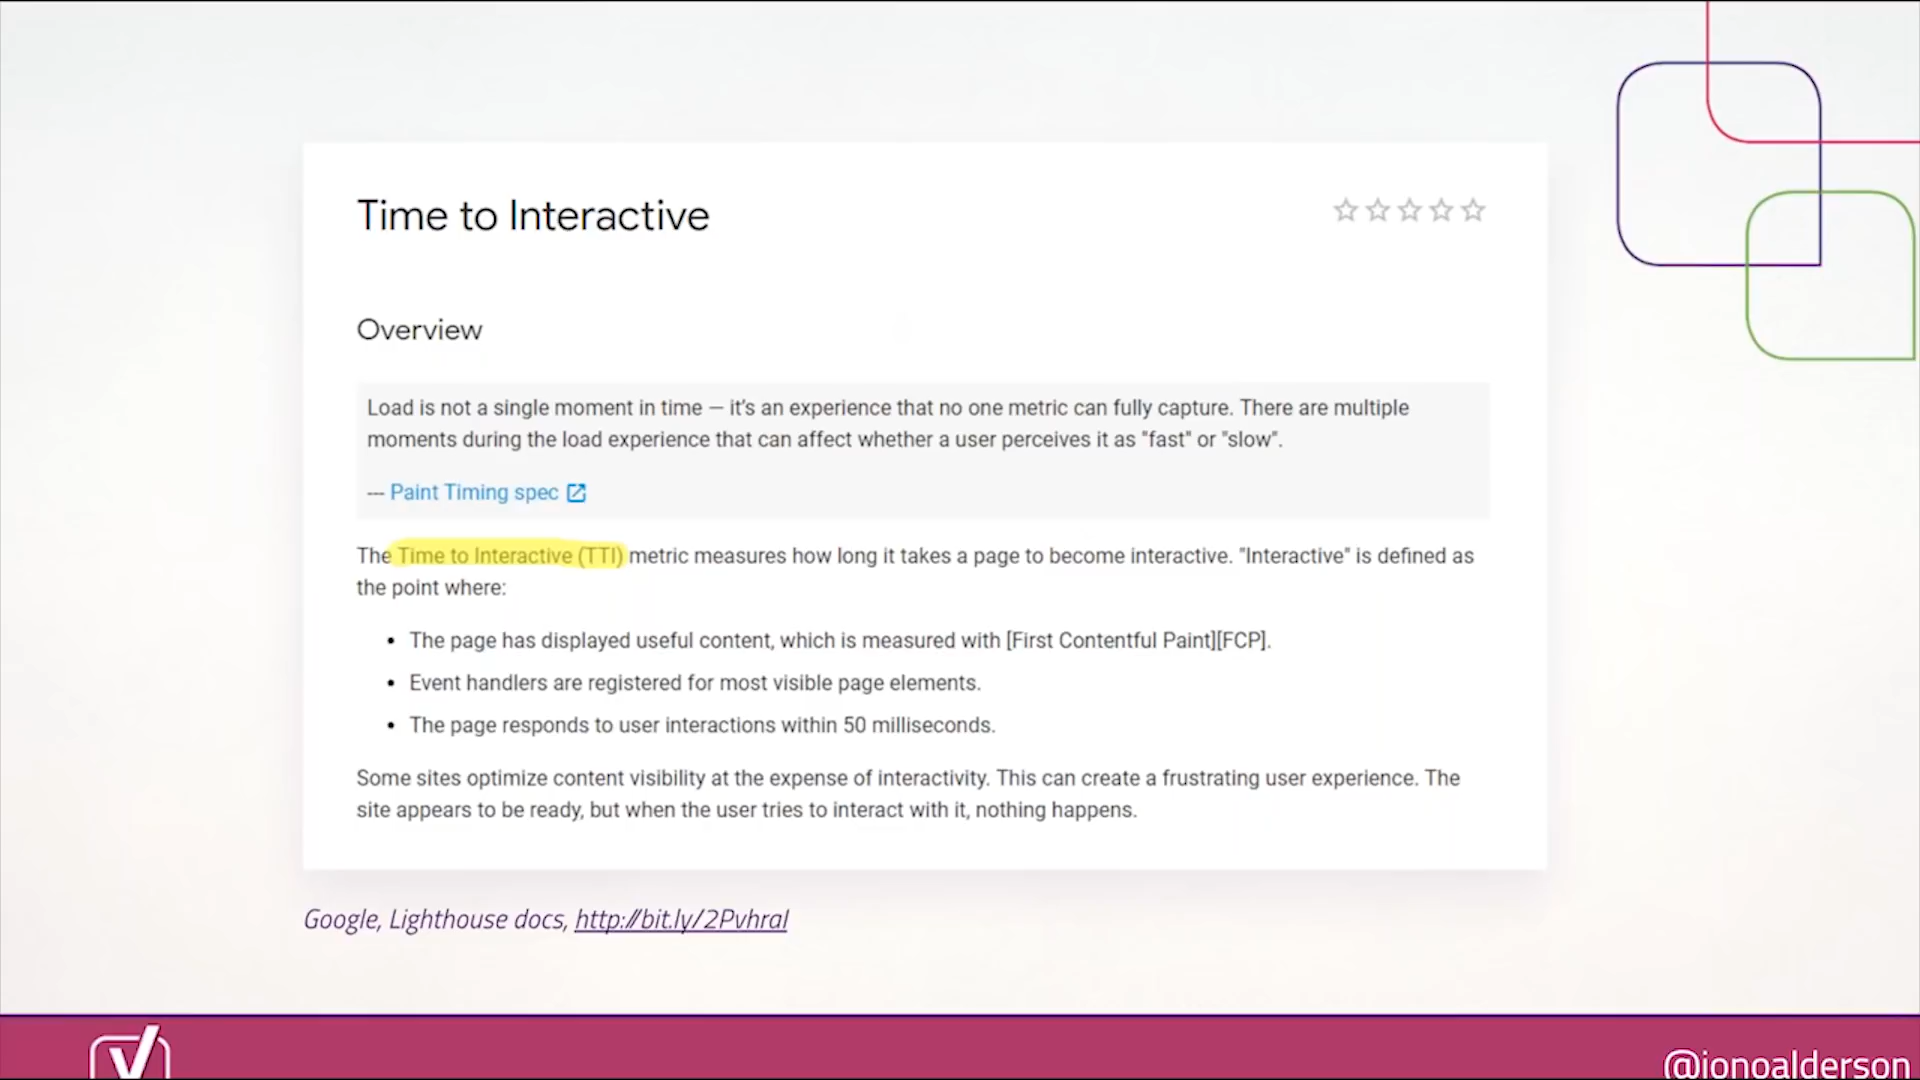 Time to Interactive
Overview
Load is not a single moment in time — it's an experience that no one metric can fully capture. There are multiple
moments during the load experience that can affect whether a user perceives it as "fast" or "slow".
-- Paint Timing spec
The Time to Interactive (TTI) metric measures how long it takes a page to become interactive. "Interactive" is defined as
the point where:
• The page has displayed useful content, which is measured with [First Contentful Paint][FCP].
• Event handlers are registered for most visible page elements.
• The page responds to user interactions within 50 milliseconds.
Some sites optimize content visibility at the expense of interactivity. This can create a frustrating user experience. The
site appears to be ready, but when the user tries to interact with it, nothing happens.
Google, Lighthouse docs, http://bit.ly/2PvhraI
@jonoalderson